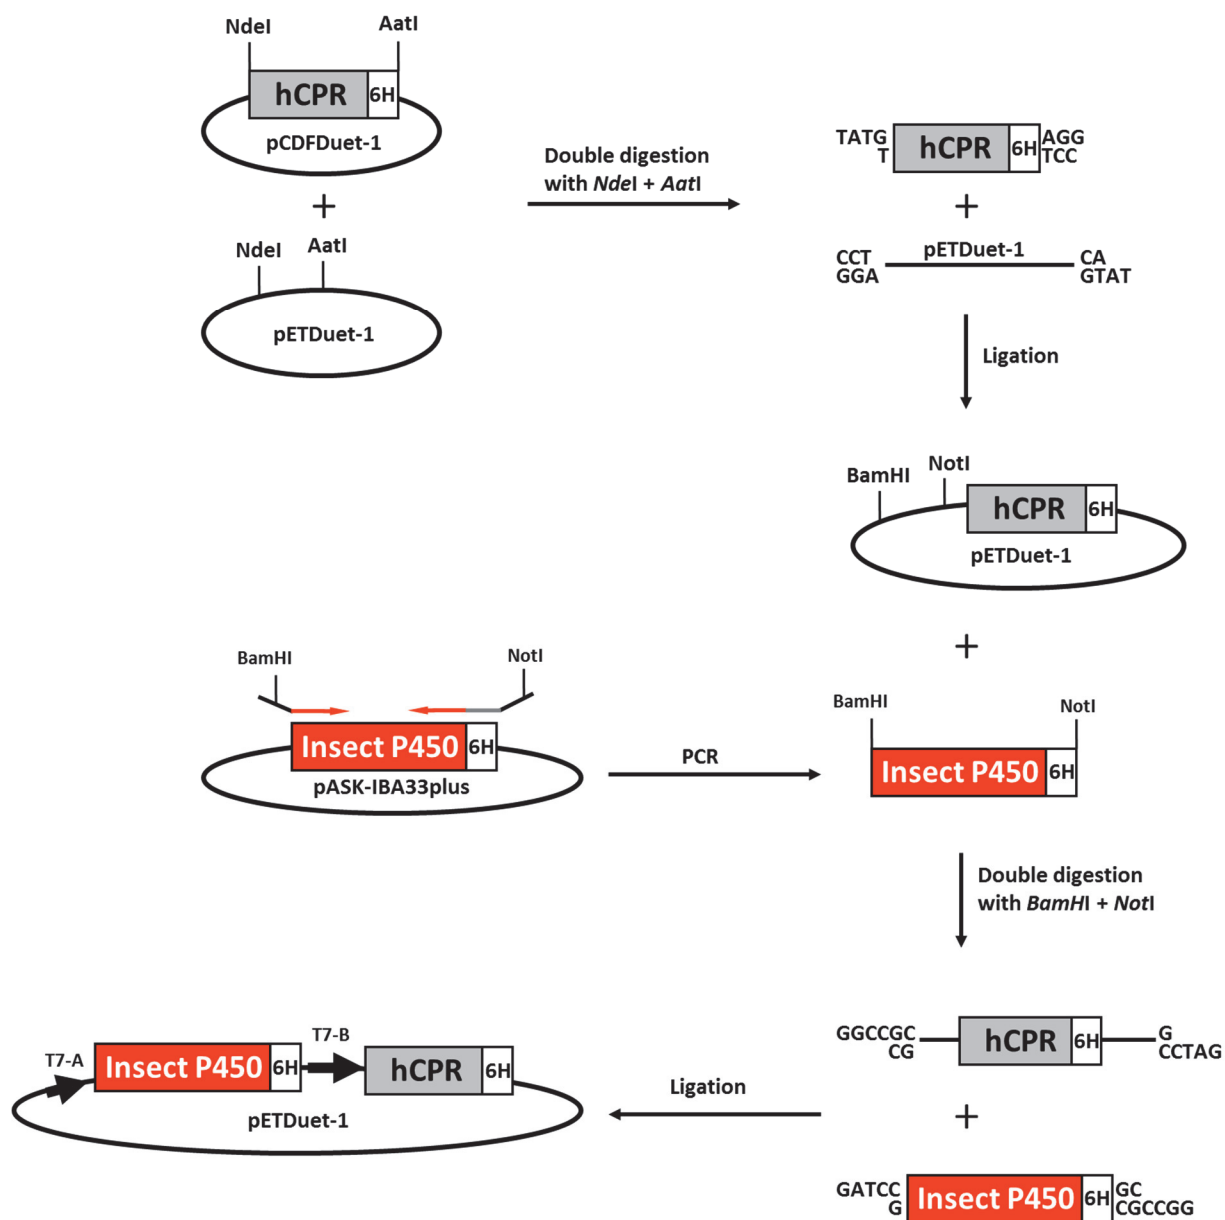 NdeI
AatI
hCPR
6H
pCDFDuet-1
+
NdeI
AatI
pETDuet-1
Double digestion
with NdeI + AatI
TATG
T
hCPR
6H
AGG
TCC
+
CCT
GGA
pETDuet-1
CA
GTAT
Ligation
BamHI
NotI
hCPR
6H
pETDuet-1
+
BamHI
NotI
Insect P450
6H
pASK-IBA33plus
PCR
BamHI
NotI
Insect P450
6H
Double digestion
with BamHI + NotI
GGCCGC
CG
hCPR
6H
G
CCTAG
+
GATCC
G
Insect P450
6H
GC
CGCCGG
Ligation
T7-A
Insect P450
6H
T7-B
hCPR
6H
pETDuet-1